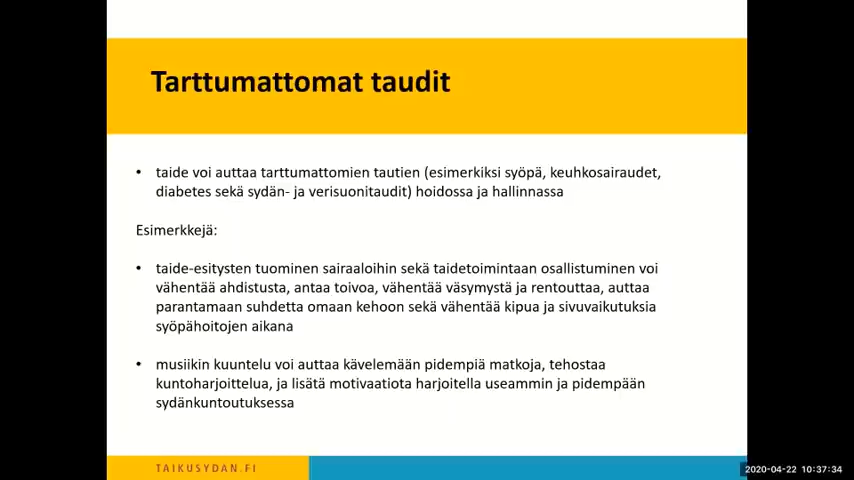 Tarttumattomat taudit
• taide voi auttaa tarttumattomien tautien (esimerkiksi syöpä, keuhkosairaudet,
diabetes sekä sydän- ja verisuonitaudit) hoidossa ja hallinnassa
Esimerkkejä:
• taide-esitysten tuominen sairaaloihin sekä taidetoimintaan osallistuminen voi
vähentää ahdistusta, antaa toivoa, vähentää väsymystä ja rentouttaa, auttaa
parantamaan suhdetta omaan kehoon sekä vähentää kipua ja sivuvaikutuksia
syöpähoitojen aikana
• musiikin kuuntelu voi auttaa kävelemään pidempiä matkoja, tehostaa
kuntoharjoittelua, ja lisätä motivaatiota harjoitella useammin ja pidempään
sydänkuntoutuksessa
TAIKUSYDAN.FI
2020-04-22 10:37:34